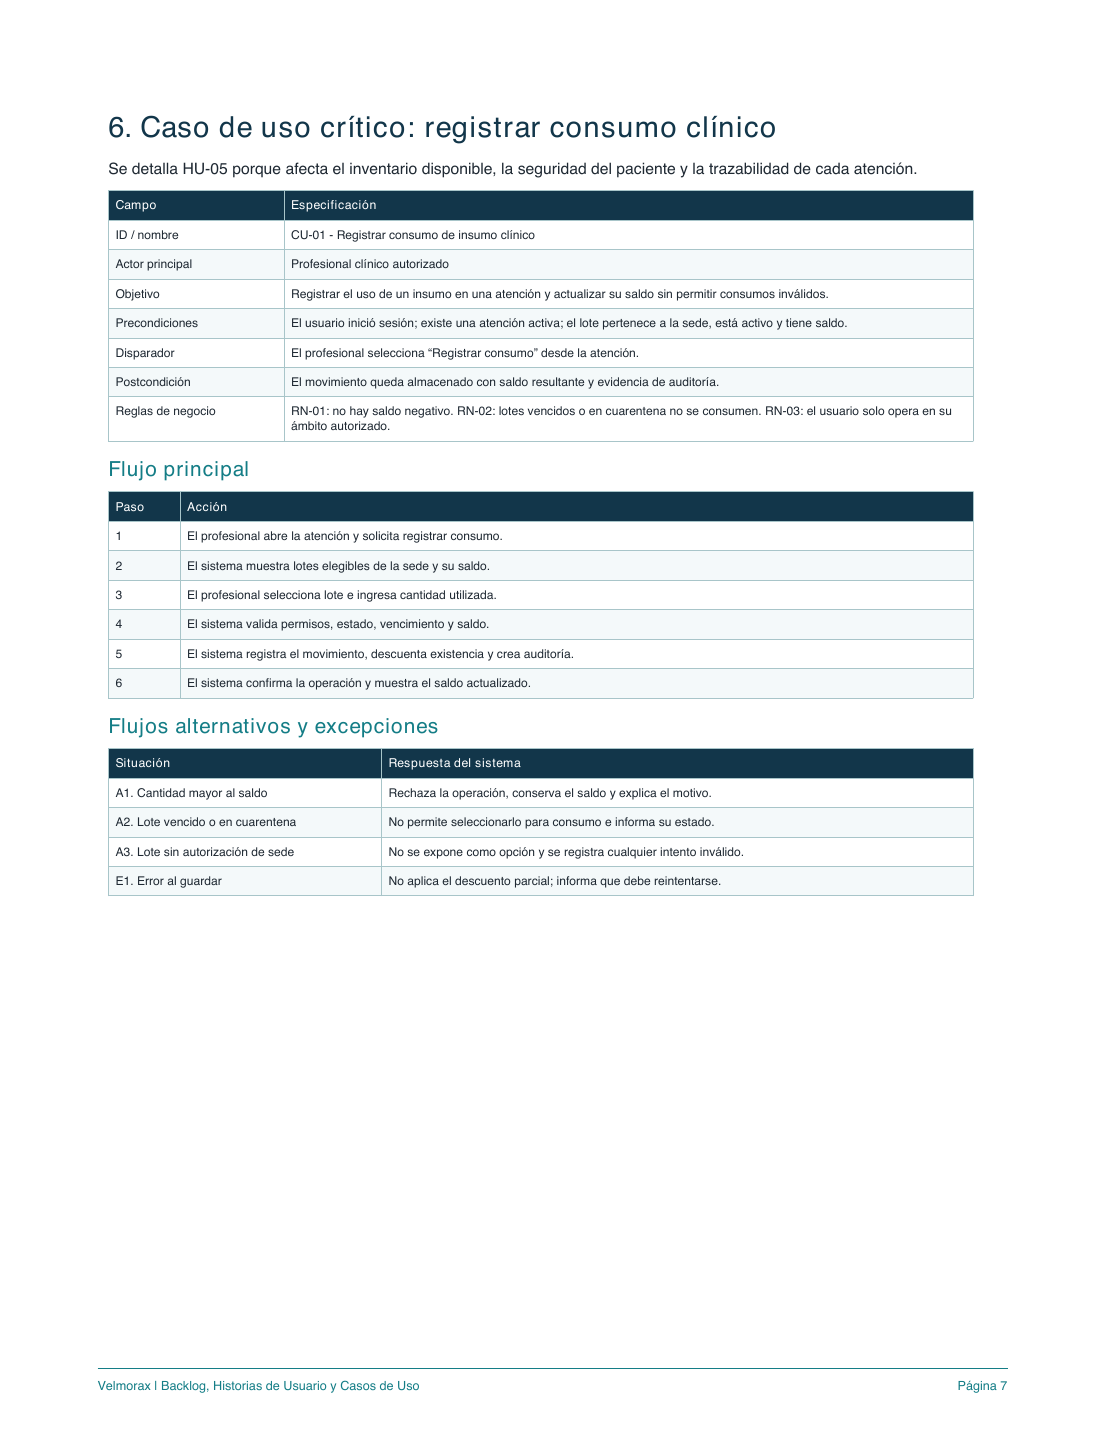 6. Caso de uso crítico: registrar consumo clínico
Se detalla HU-05 porque afecta el inventario disponible, la seguridad del paciente y la trazabilidad de cada atención.
Campo Especificación
ID / nombre CU-01 - Registrar consumo de insumo clínico
Actor principal Profesional clínico autorizado
Objetivo Registrar el uso de un insumo en una atención y actualizar su saldo sin permitir consumos inválidos.
Precondiciones El usuario inició sesión; existe una atención activa; el lote pertenece a la sede, está activo y tiene saldo.
Disparador El profesional selecciona “Registrar consumo” desde la atención.
Postcondición El movimiento queda almacenado con saldo resultante y evidencia de auditoría.
Reglas de negocio RN-01: no hay saldo negativo. RN-02: lotes vencidos o en cuarentena no se consumen. RN-03: el usuario solo opera en su
ámbito autorizado.
Flujo principal
Paso Acción
1 El profesional abre la atención y solicita registrar consumo.
2 El sistema muestra lotes elegibles de la sede y su saldo.
3 El profesional selecciona lote e ingresa cantidad utilizada.
4 El sistema valida permisos, estado, vencimiento y saldo.
5 El sistema registra el movimiento, descuenta existencia y crea auditoría.
6 El sistema confirma la operación y muestra el saldo actualizado.
Flujos alternativos y excepciones
Situación Respuesta del sistema
A1. Cantidad mayor al saldo Rechaza la operación, conserva el saldo y explica el motivo.
A2. Lote vencido o en cuarentena No permite seleccionarlo para consumo e informa su estado.
A3. Lote sin autorización de sede No se expone como opción y se registra cualquier intento inválido.
E1. Error al guardar No aplica el descuento parcial; informa que debe reintentarse.
Velmorax | Backlog, Historias de Usuario y Casos de Uso Página 7